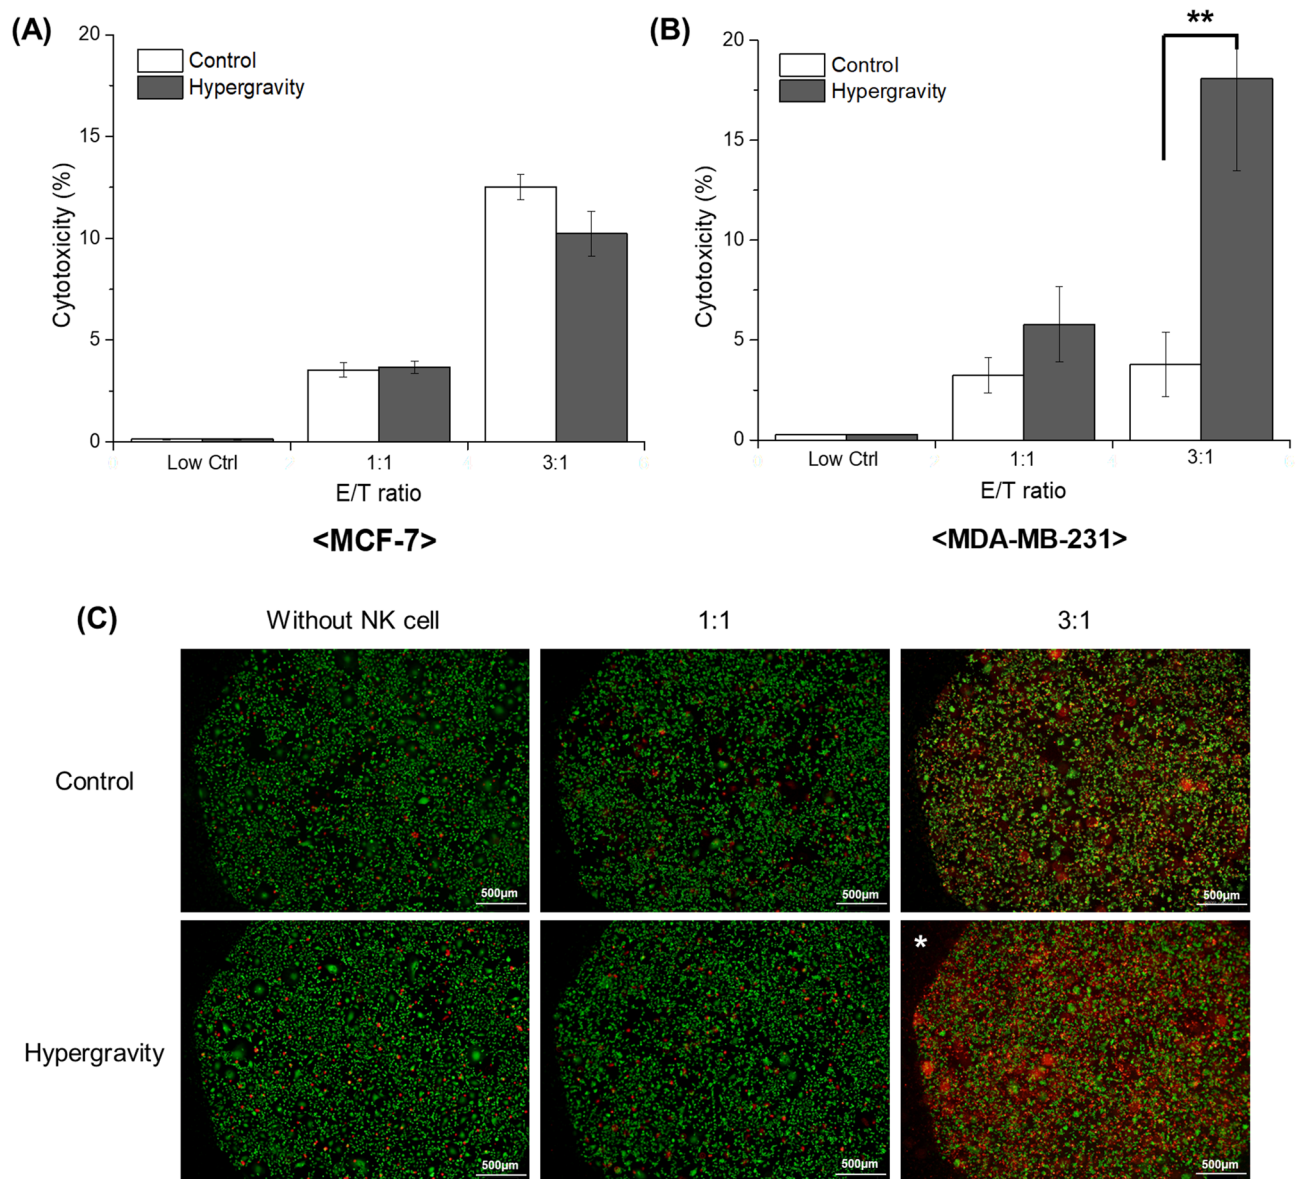 (A)
20
15
10
5
0
Cytotoxicity (%)
Control
Hypergravity
Low Ctrl 1:1 3:1
E/T ratio
<MCF-7>
(B)
**
20
15
10
5
0
Cytotoxicity (%)
Control
Hypergravity
Low Ctrl 1:1 3:1
E/T ratio
<MDA-MB-231>
(C)
Without NK cell 1:1 3:1
Control
500µm 500µm 500µm
*
Hypergravity
500µm 500µm 500µm